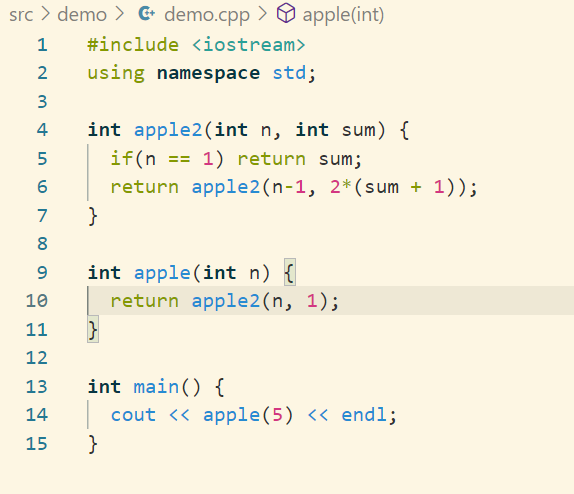 src > demo > C++ demo.cpp > apple(int)
1 #include <iostream>
2 using namespace std;
3
4 int apple2(int n, int sum) {
5   if(n == 1) return sum;
6   return apple2(n-1, 2*(sum + 1));
7 }
8
9 int apple(int n) {
10   return apple2(n, 1);
11 }
12
13 int main() {
14   cout << apple(5) << endl;
15 }